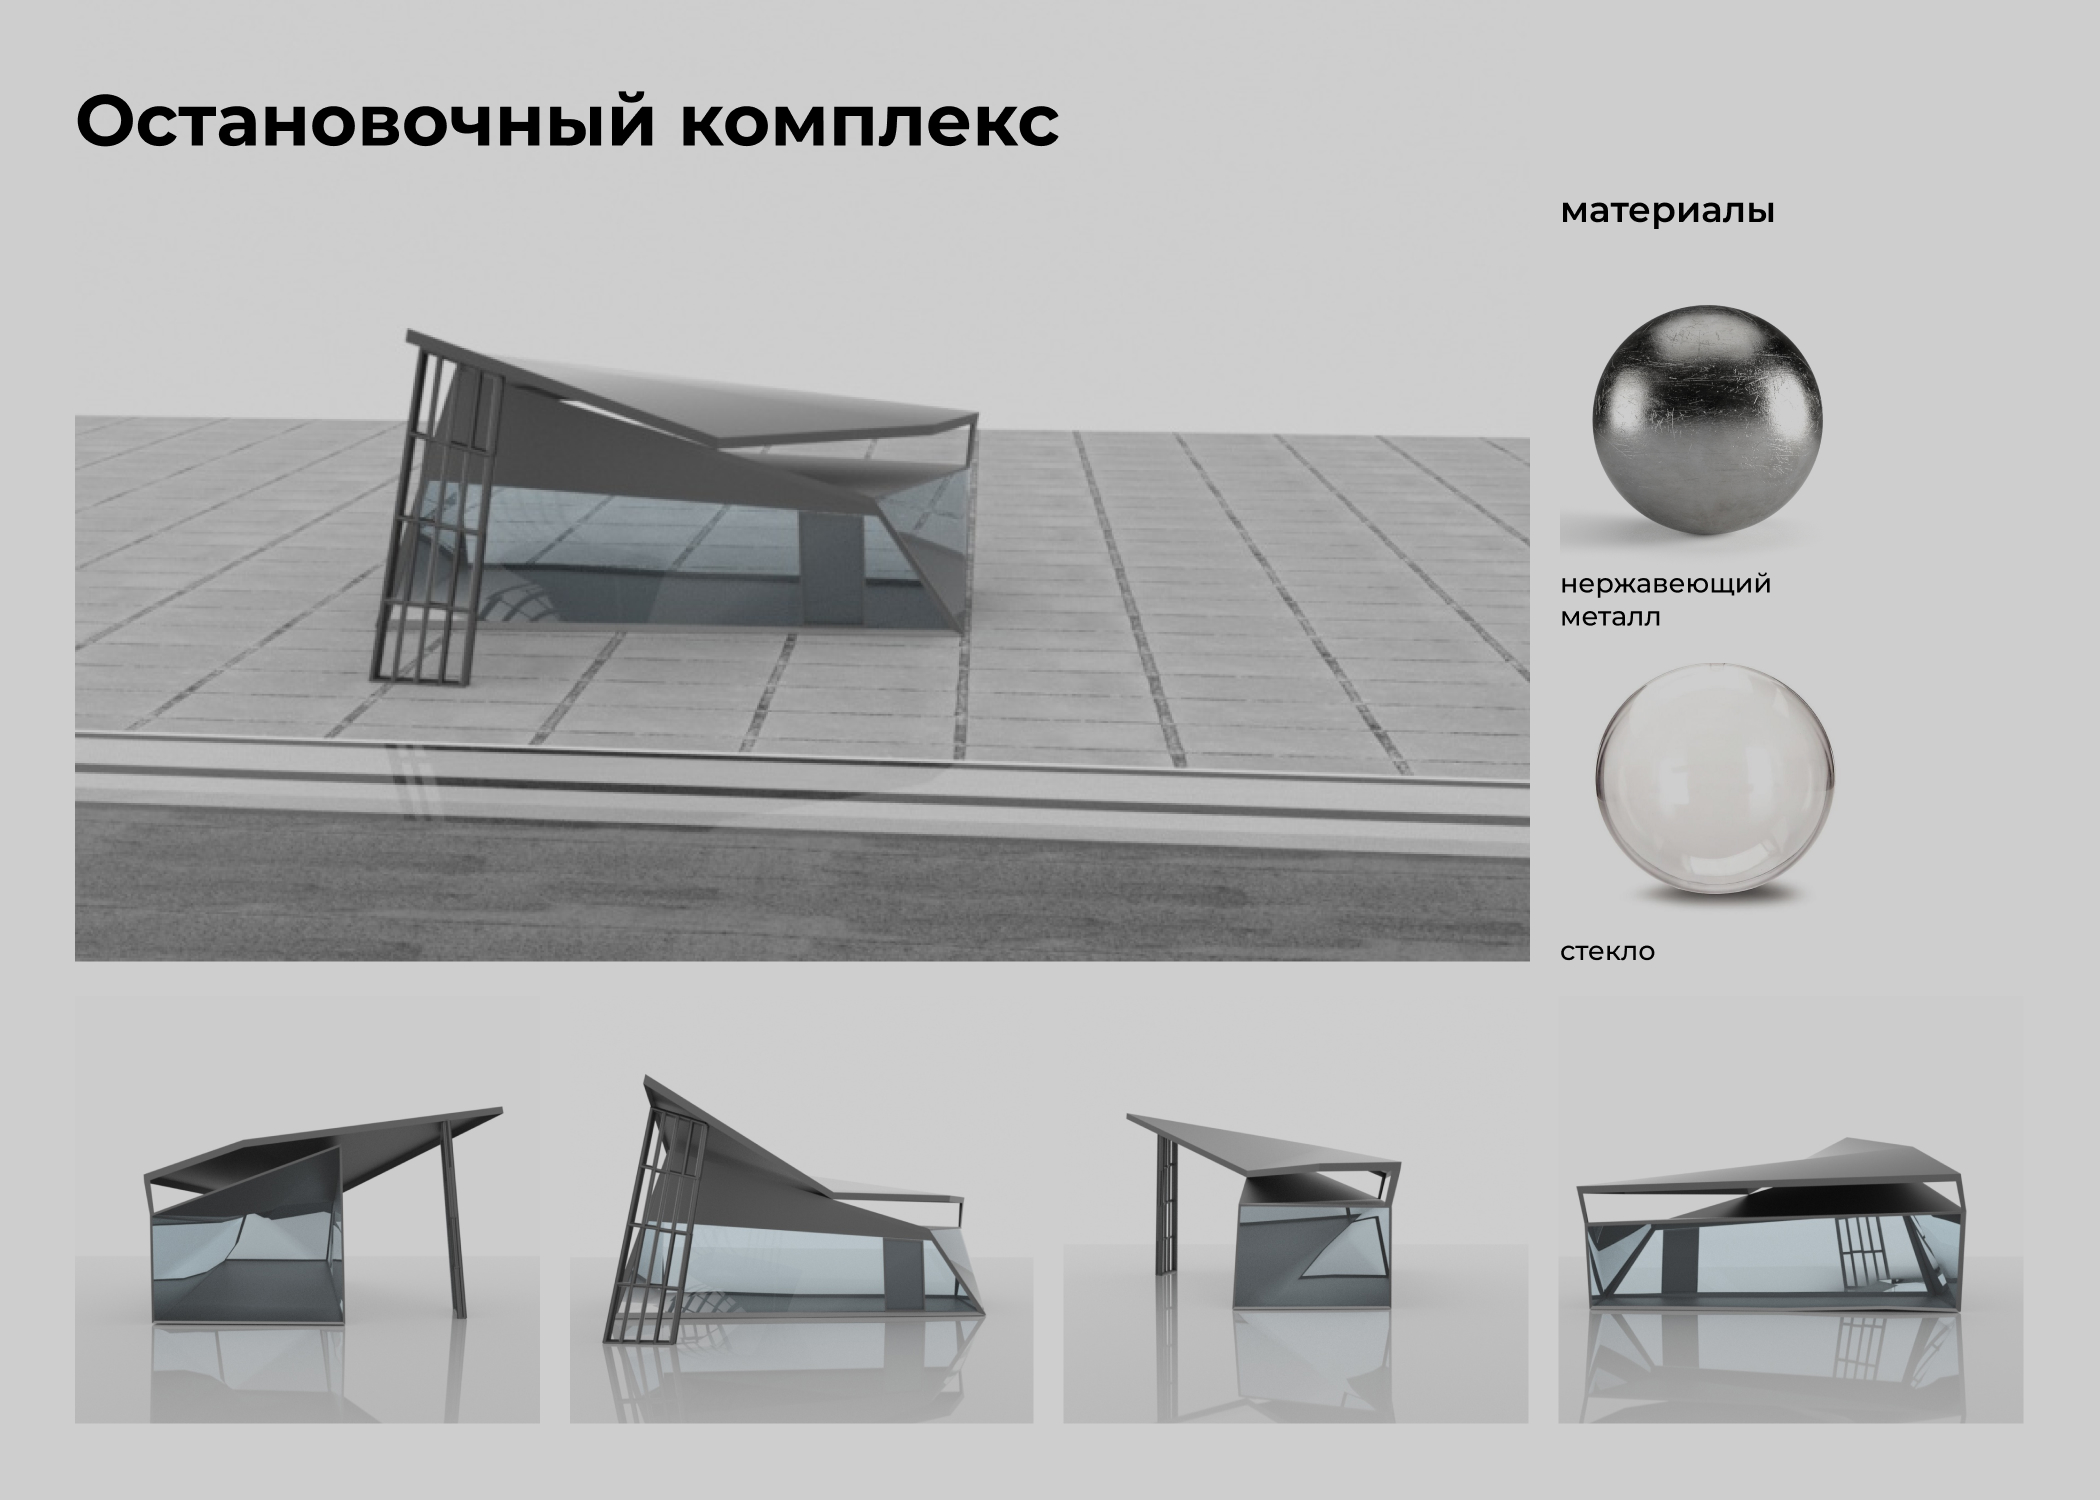 Остановочный комплекс
материалы
нержавеющий
металл
стекло